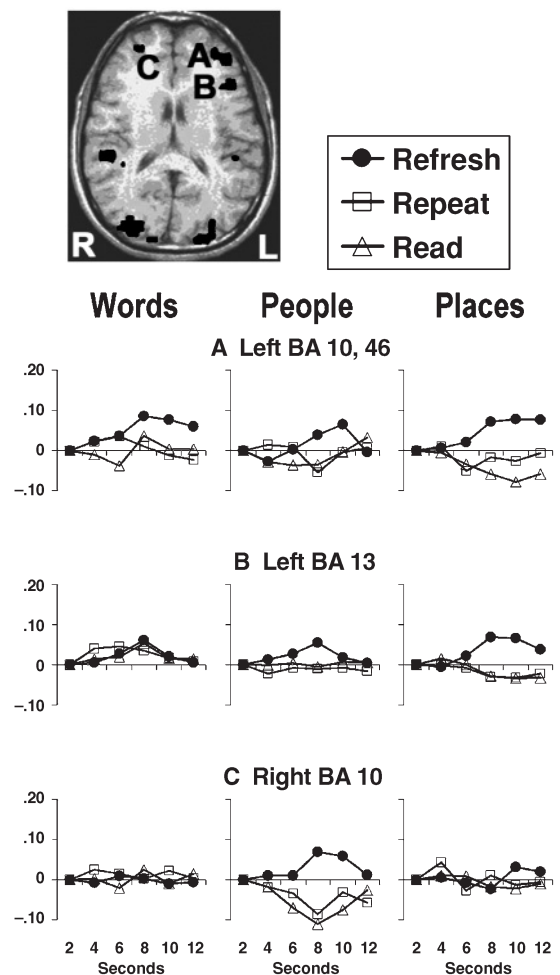 C A
B
R L
Refresh
Repeat
Read
Words People Places
A Left BA 10, 46
.20
.10
0
–.10
B Left BA 13
.20
.10
0
–.10
C Right BA 10
.20
.10
0
–.10
2 4 6 8 10 12 2 4 6 8 10 12 2 4 6 8 10 12
Seconds Seconds Seconds